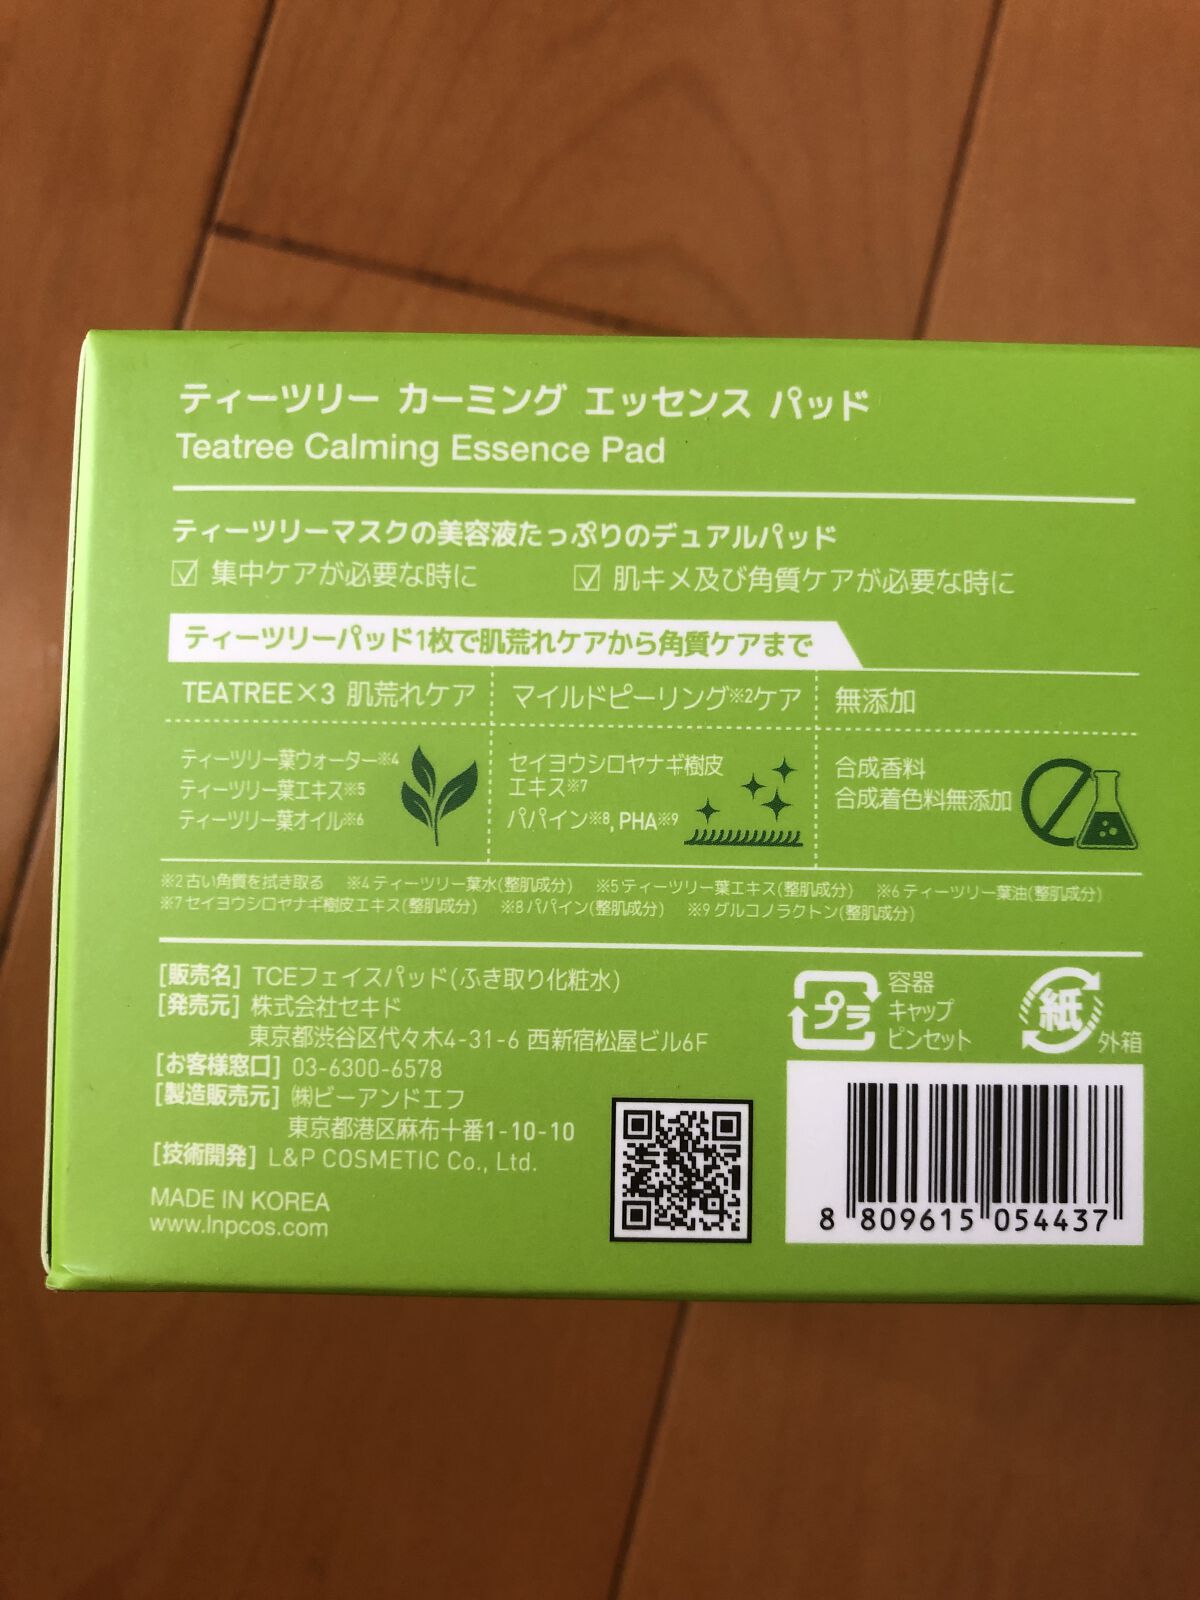 ティーツリー カーミング エッセンス パッド
Teatree Calming Essence Pad
ティーツリーマスクの美容液たっぷりのデュアルパッド
☑ 集中ケアが必要な時に ☑ 肌キメ及び角質ケアが必要な時に
ティーツリーパッド1枚で肌荒れケアから角質ケアまで
TEATREE×3 肌荒れケア
ティーツリー葉ウォーター※4
ティーツリー葉エキス※5
ティーツリー葉オイル※6
マイルドピーリング※2ケア
セイヨウシロヤナギ樹皮
エキス※7
パパイン※8, PHA※9
無添加
合成香料
合成着色料無添加
※2 古い角質を拭き取る ※4 ティーツリー葉水(整肌成分) ※5 ティーツリー葉エキス(整肌成分) ※6 ティーツリー葉油(整肌成分)
※7 セイヨウシロヤナギ樹皮エキス(整肌成分) ※8 パパイン(整肌成分) ※9 グルコノラクトン(整肌成分)
[販売名] TCEフェイスパッド(ふき取り化粧水)
[発売元] 株式会社セキド
東京都渋谷区代々木4-31-6 西新宿松屋ビル6F
[お客様窓口] 03-6300-6578
[製造販売元] ㈱ビーアンドエフ
東京都港区麻布十番1-10-10
[技術開発] L&P COSMETIC Co., Ltd.
MADE IN KOREA
www.lnpcos.com
プラ
容器
キャップ
ピンセット
紙
外箱
8 809615 054437